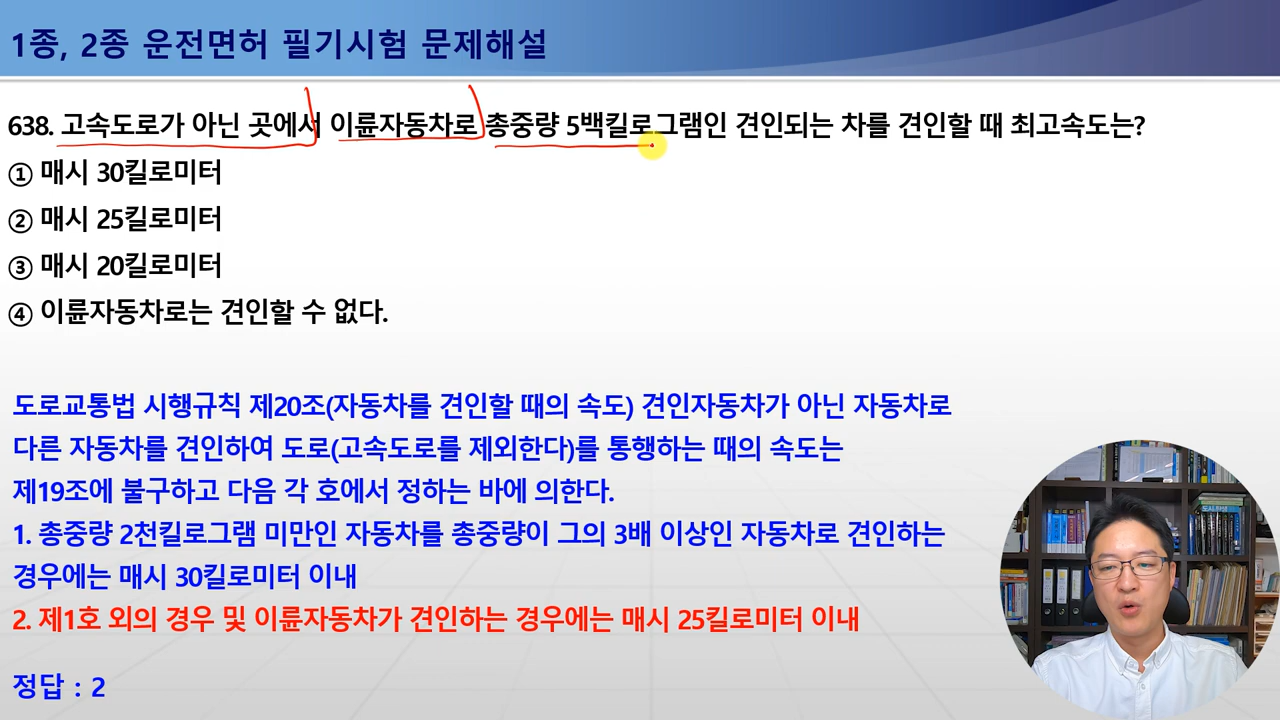 1종, 2종 운전면허 필기시험 문제해설
638. 고속도로가 아닌 곳에서 이륜자동차로 총중량 5백킬로그램인 견인되는 차를 견인할 때 최고속도는?
① 매시 30킬로미터
② 매시 25킬로미터
③ 매시 20킬로미터
④ 이륜자동차로는 견인할 수 없다.
도로교통법 시행규칙 제20조(자동차를 견인할 때의 속도) 견인자동차가 아닌 자동차로
다른 자동차를 견인하여 도로(고속도로를 제외한다)를 통행하는 때의 속도는
제19조에 불구하고 다음 각 호에서 정하는 바에 의한다.
1. 총중량 2천킬로그램 미만인 자동차를 총중량이 그의 3배 이상인 자동차로 견인하는
경우에는 매시 30킬로미터 이내
2. 제1호 외의 경우 및 이륜자동차가 견인하는 경우에는 매시 25킬로미터 이내
정답 : 2